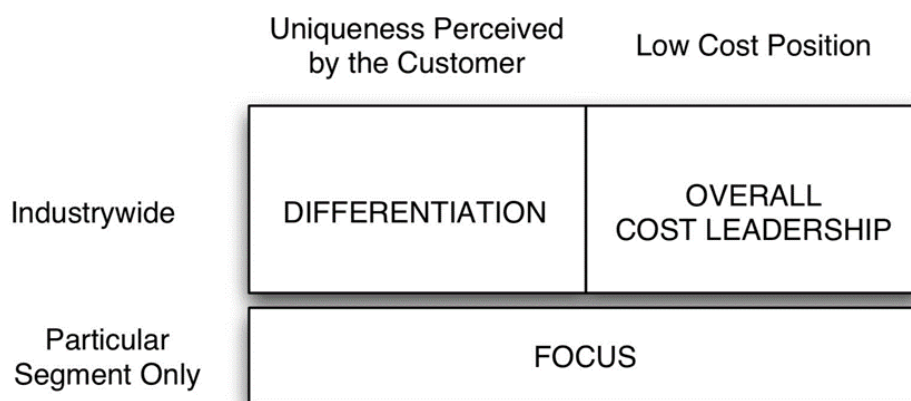 Uniqueness Perceived
by the Customer
Low Cost Position
Industrywide
DIFFERENTIATION
OVERALL
COST LEADERSHIP
Particular
Segment Only
FOCUS